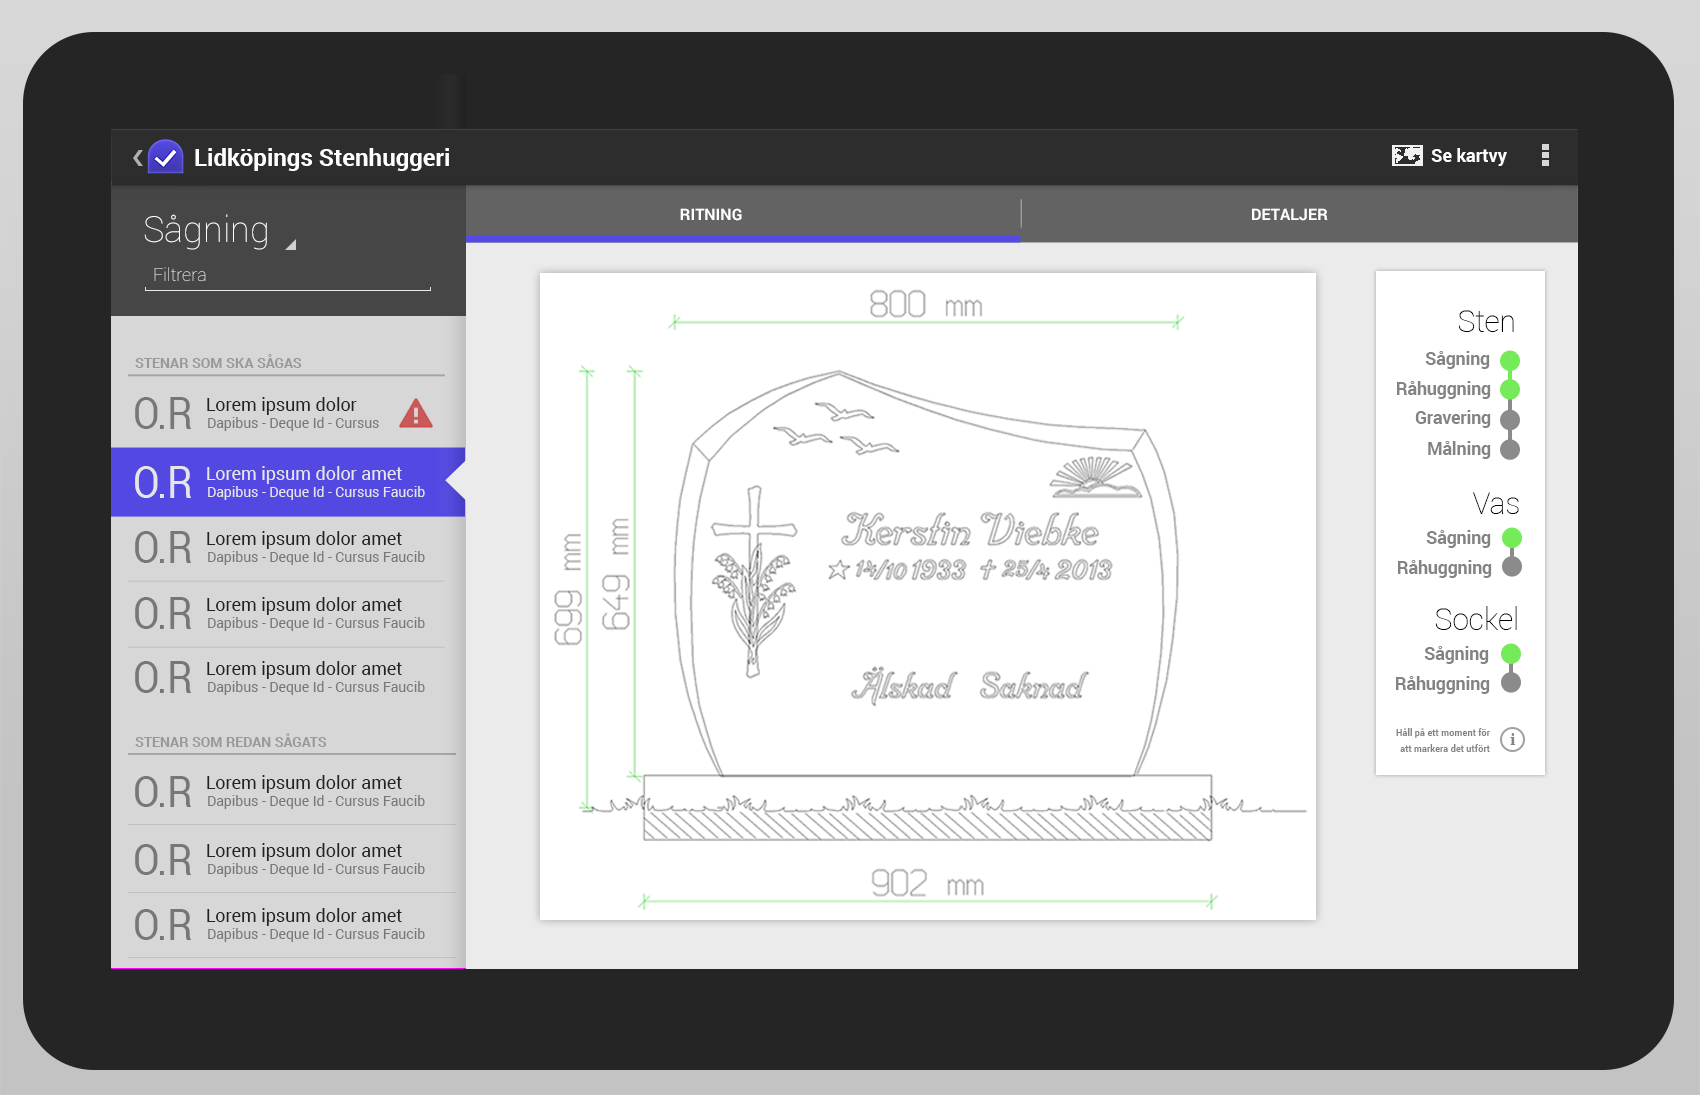 Lidköpings Stenhuggeri
Se kartvy
Sågning
Filtrera
RITNING
DETALJER
STENAR SOM SKA SÅGAS
O.R
Lorem ipsum dolor
Dapibus - Deque Id - Cursus
O.R
Lorem ipsum dolor amet
Dapibus - Deque Id - Cursus Faucib
O.R
Lorem ipsum dolor amet
Dapibus - Deque Id - Cursus Faucib
O.R
Lorem ipsum dolor amet
Dapibus - Deque Id - Cursus Faucib
O.R
Lorem ipsum dolor amet
Dapibus - Deque Id - Cursus Faucib
STENAR SOM REDAN SÅGATS
O.R
Lorem ipsum dolor amet
Dapibus - Deque Id - Cursus Faucib
O.R
Lorem ipsum dolor amet
Dapibus - Deque Id - Cursus Faucib
O.R
Lorem ipsum dolor amet
Dapibus - Deque Id - Cursus Faucib
800 mm
699 mm
649 mm
Kerstin Viebke
☆ 14/10 1933 † 25/4 2013
Älskad Saknad
902 mm
Sten
Sågning
Råhuggning
Gravering
Målning
Vas
Sågning
Råhuggning
Sockel
Sågning
Råhuggning
Håll på ett moment för
att markera det utfört
i